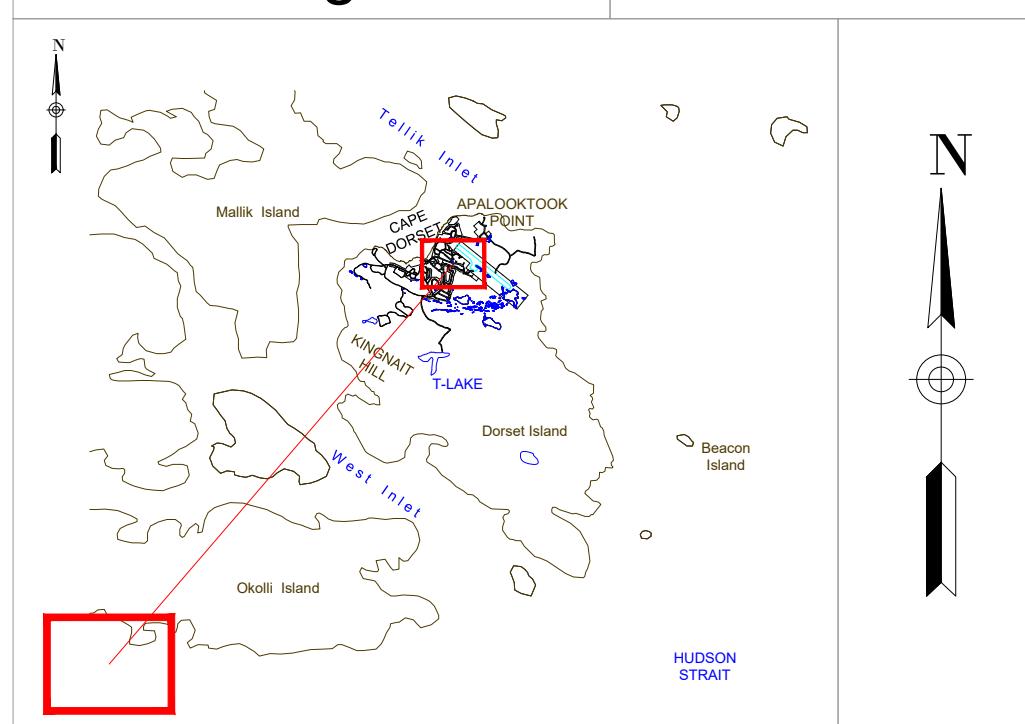 g
N
N
Tellik Inlet
Mallik Island
APALOOKTOOK
POINT
CAPE
DORSET
KINGNAIT
HILL
T-LAKE
Dorset Island
Beacon
Island
West Inlet
Okolli Island
HUDSON
STRAIT